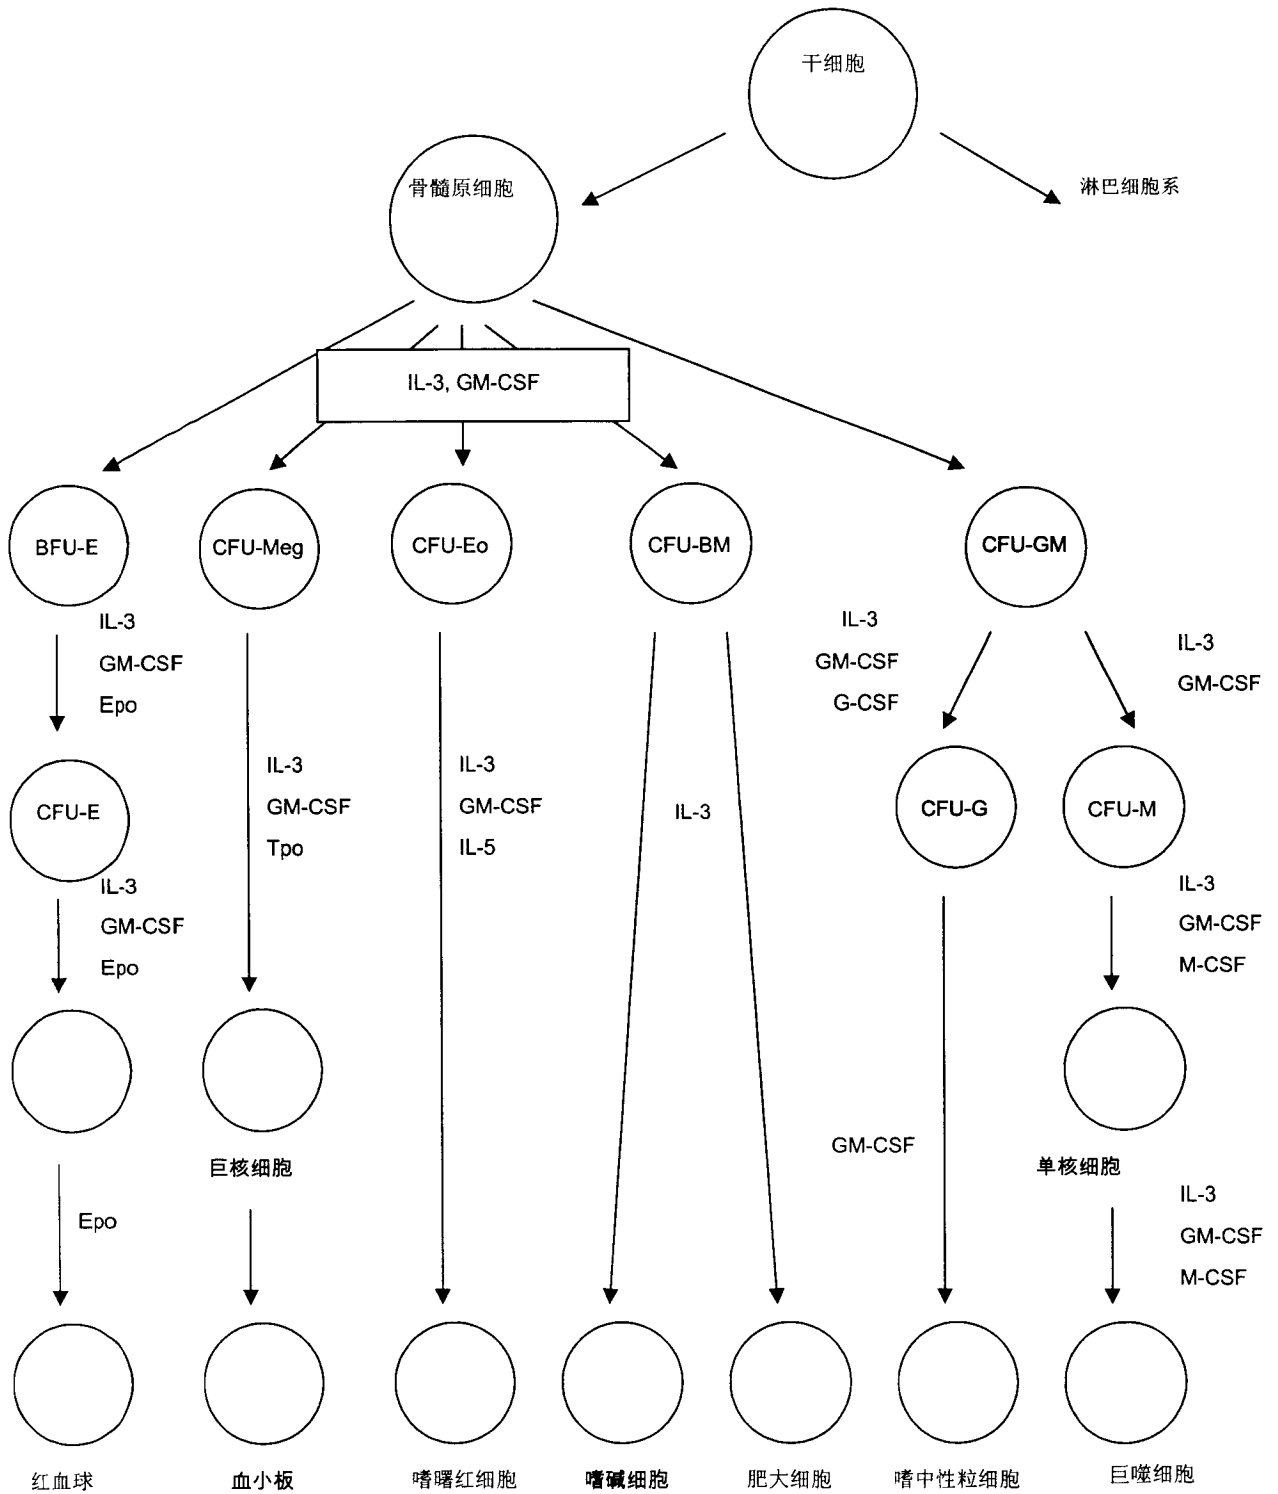 干细胞
骨髓原细胞
淋巴细胞系
IL-3, GM-CSF
BFU-E
CFU-Meg
CFU-Eo
CFU-BM
CFU-GM
IL-3
GM-CSF
Epo
IL-3
GM-CSF
G-CSF
IL-3
GM-CSF
CFU-E
IL-3
GM-CSF
Tpo
IL-3
GM-CSF
IL-5
IL-3
CFU-G
CFU-M
IL-3
GM-CSF
Epo
IL-3
GM-CSF
M-CSF
巨核细胞
GM-CSF
单核细胞
Epo
IL-3
GM-CSF
M-CSF
红血球
血小板
嗜曙红细胞
嗜碱细胞
肥大细胞
嗜中性粒细胞
巨噬细胞